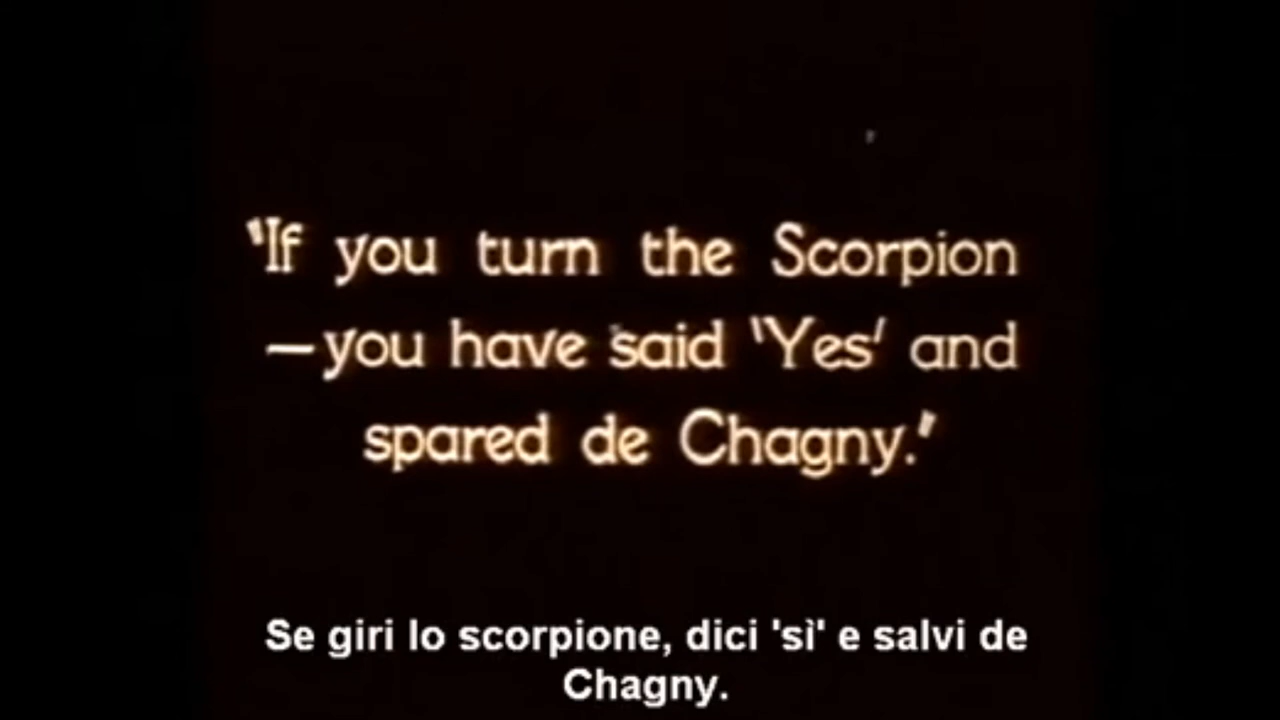 "If you turn the Scorpion
—you have said 'Yes' and
spared de Chagny."
Se giri lo scorpione, dici 'sì' e salvi de
Chagny.